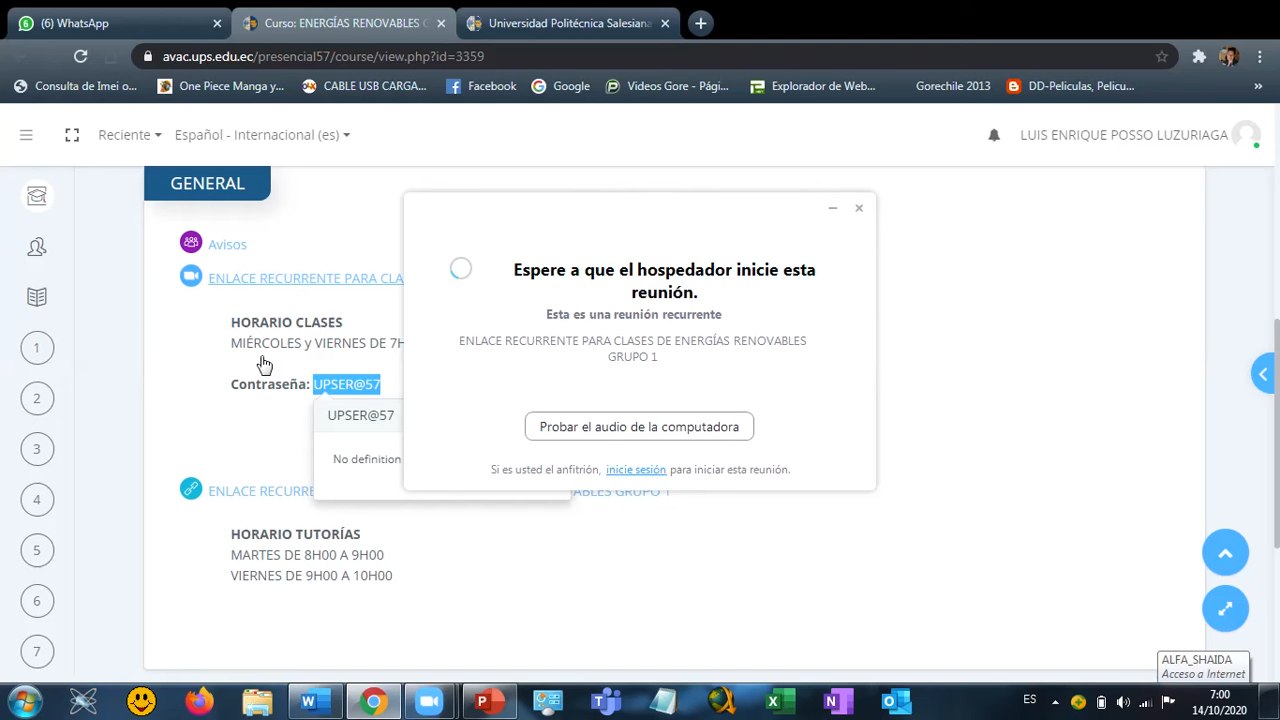 (6) WhatsApp
Curso: ENERGÍAS RENOVABLES G
Universidad Politécnica Salesiana
avac.ups.edu.ec/presencial57/course/view.php?id=3359
Consulta de Imei o...
One Piece Manga y...
CABLE USB CARGA...
Facebook
Google
Videos Gore - Pág...
Explorador de Web...
Gorechile 2013
DD-Peliculas, Pelicu...
»
Reciente
Español - Internacional (es)
LUIS ENRIQUE POSSO LUZURIAGA
GENERAL
Avisos
ENLACE RECURRENTE PARA CLA
HORARIO CLASES
MIÉRCOLES y VIERNES DE 7H
Contraseña: UPSER@57
UPSER@57
No definition
Espere a que el hospedador inicie esta
reunión.
Esta es una reunión recurrente
ENLACE RECURRENTE PARA CLASES DE ENERGÍAS RENOVABLES
GRUPO 1
Probar el audio de la computadora
Si es usted el anfitrión, inicie sesión para iniciar esta reunión.
ENLACE RECURRE
ABLES GRUPO 1
HORARIO TUTORÍAS
MARTES DE 8H00 A 9H00
VIERNES DE 9H00 A 10H00
1
2
3
4
5
6
7
ALFA_SHAIDA
Acceso a Internet
ES
7:00
14/10/2020